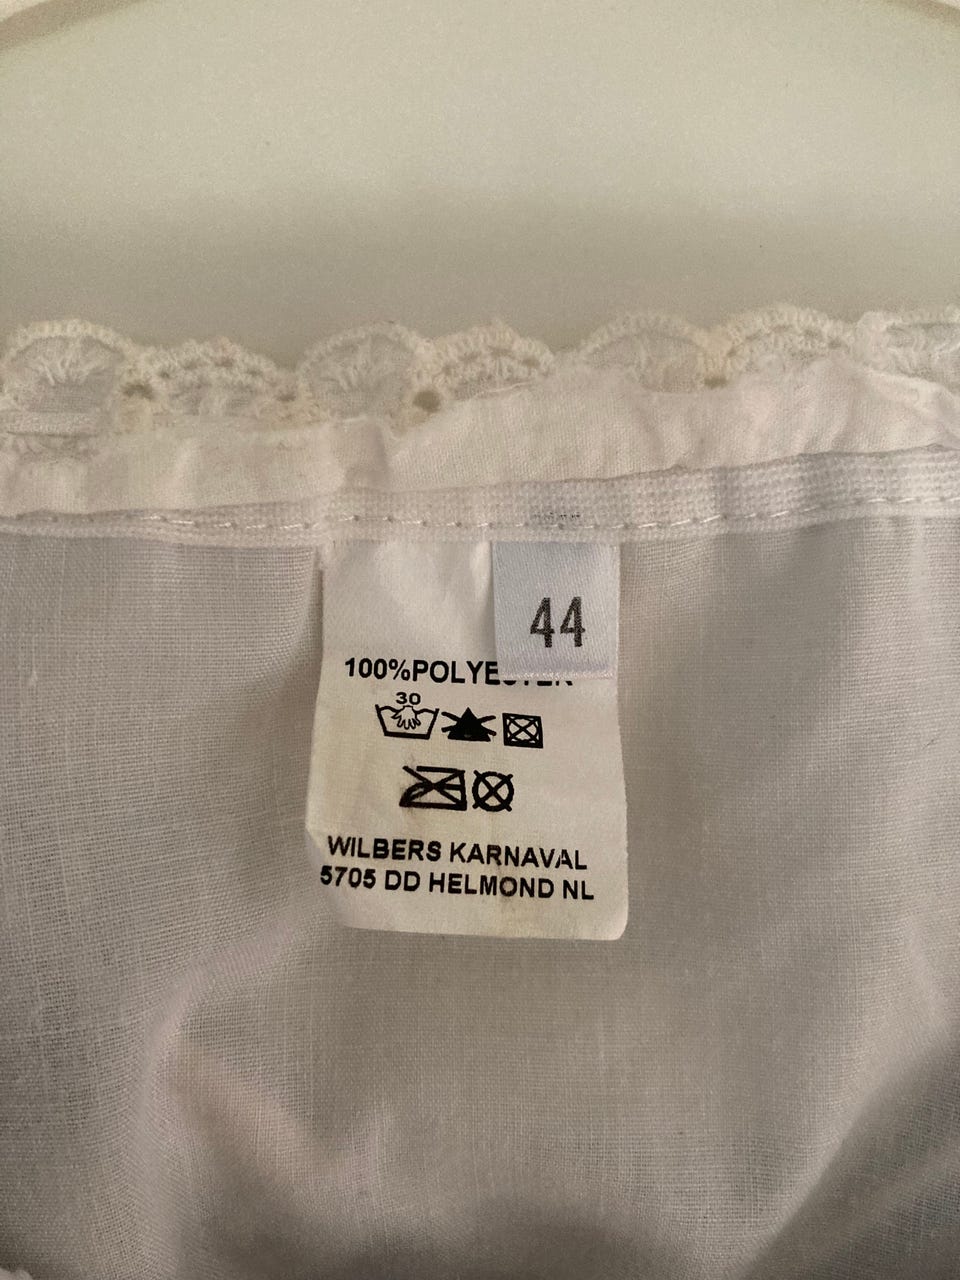 44
100%POLYESTER
30
WILBERS KARNAVAL
5705 DD HELMOND NL